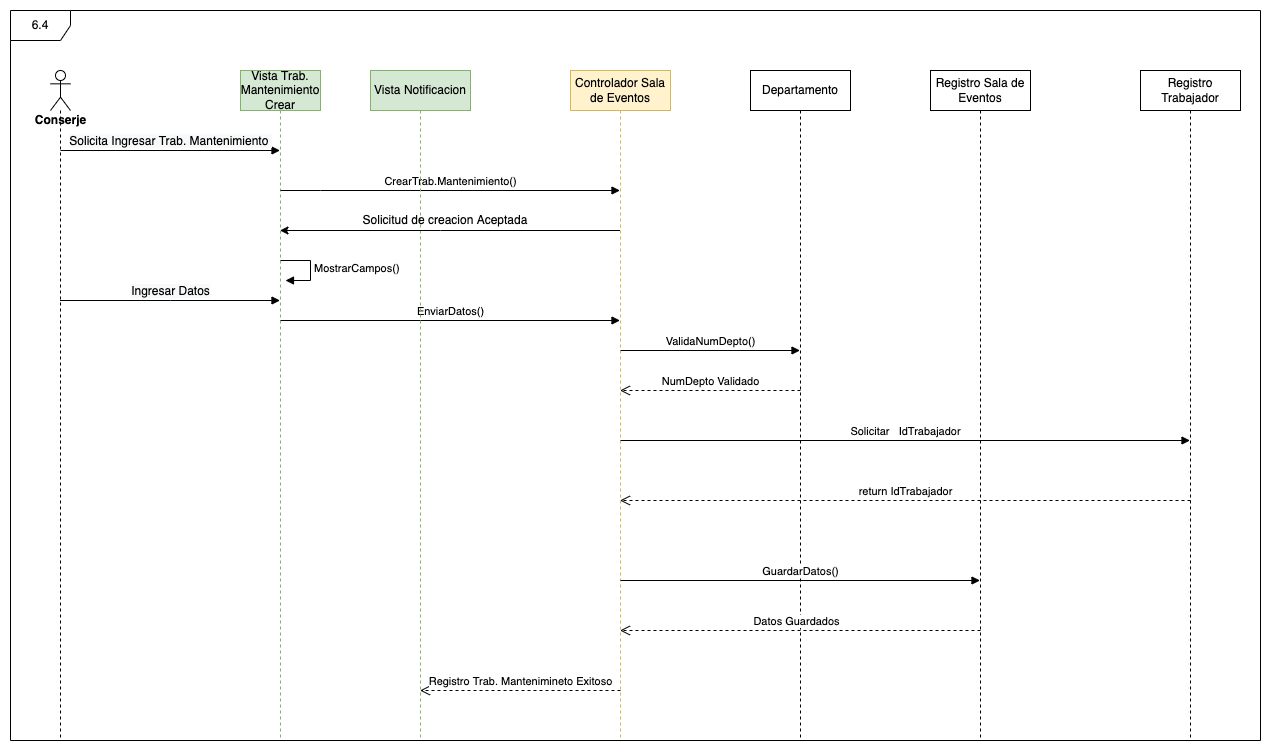 6.4
Vista Trab.
Mantenimiento
Crear
Vista Notificacion
Controlador Sala
de Eventos
Departamento
Registro Sala de
Eventos
Registro
Trabajador
Conserje
Solicita Ingresar Trab. Mantenimiento
CrearTrab.Mantenimiento()
Solicitud de creacion Aceptada
MostrarCampos()
Ingresar Datos
EnviarDatos()
ValidaNumDepto()
NumDepto Validado
Solicitar IdTrabajador
return IdTrabajador
GuardarDatos()
Datos Guardados
Registro Trab. Mantenimineto Exitoso